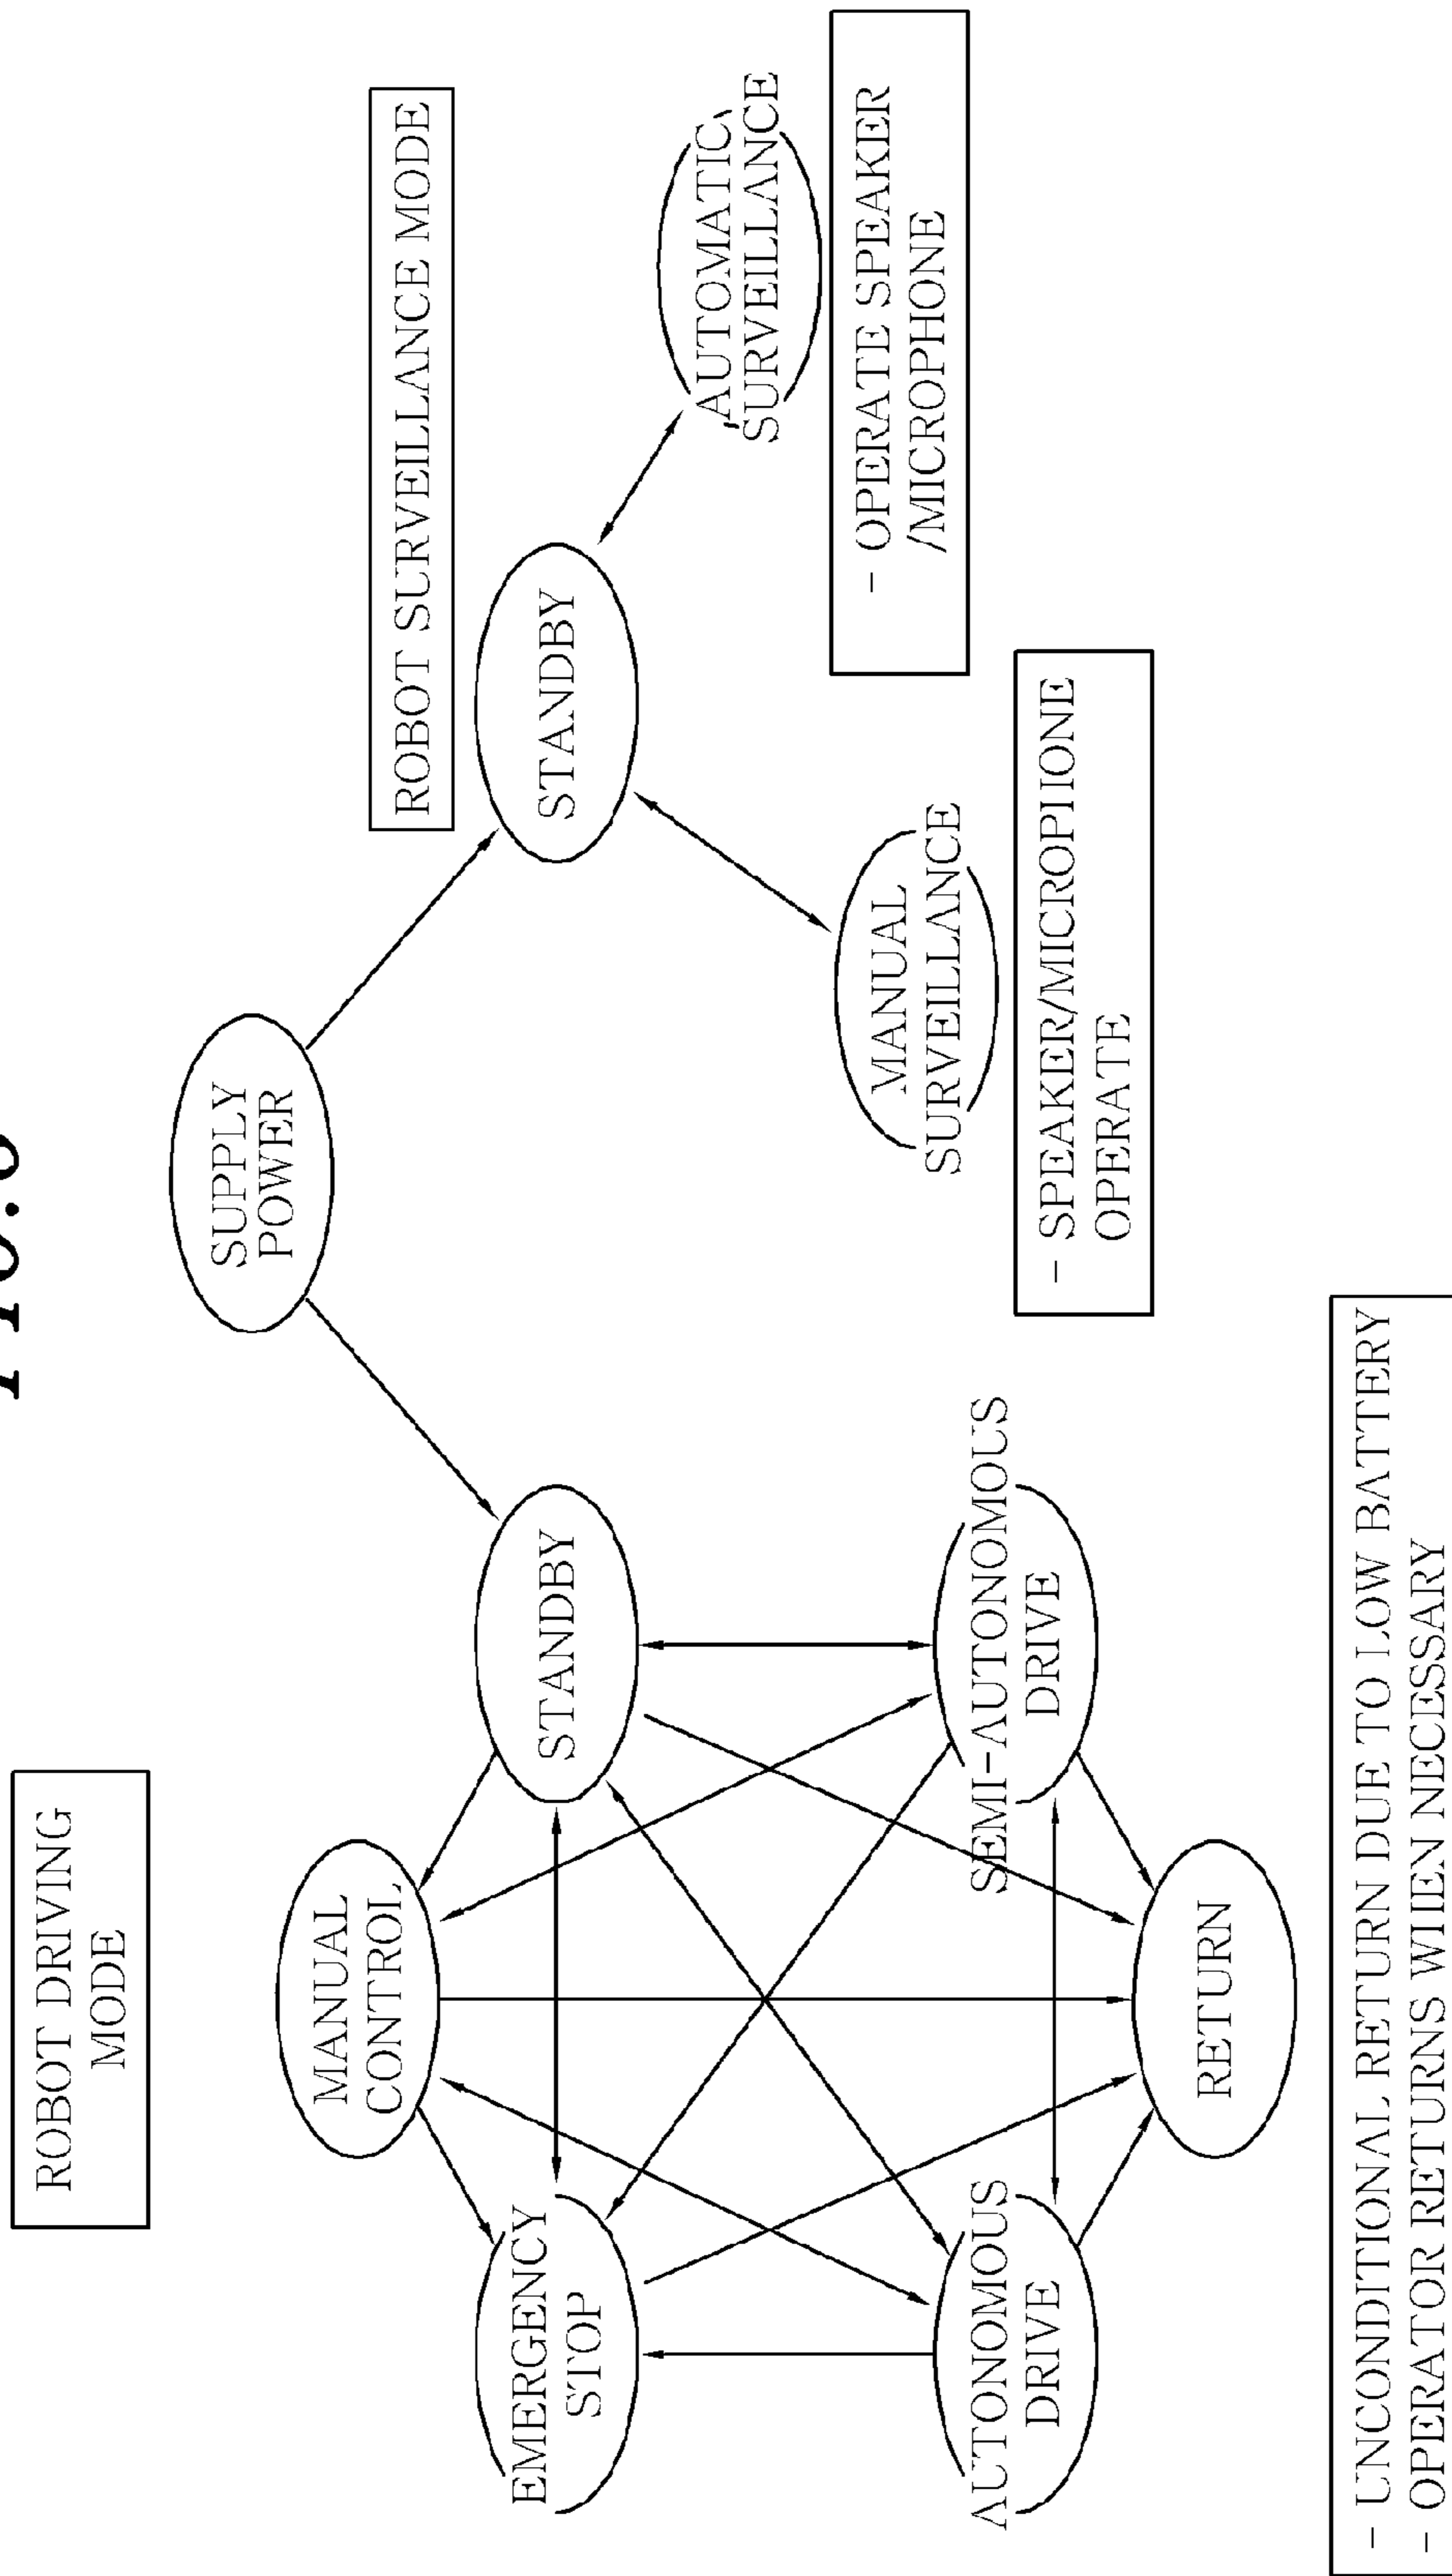 ROBOT DRIVING
MODE
SUPPLY
POWER
ROBOT SURVEILLANCE MODE
MANUAL
CONTROL
EMERGENCY
STOP
STANDBY
STANDBY
AUTONOMOUS
DRIVE
SEMI-AUTONOMOUS
DRIVE
RETURN
MANUAL
SURVEILLANCE
AUTOMATIC
SURVEILLANCE
- OPERATE SPEAKER
/MICROPHONE
- SPEAKER/MICROPHONE
OPERATE
- UNCONDITIONAL RETURN DUE TO LOW BATTERY
- OPERATOR RETURNS WHEN NECESSARY